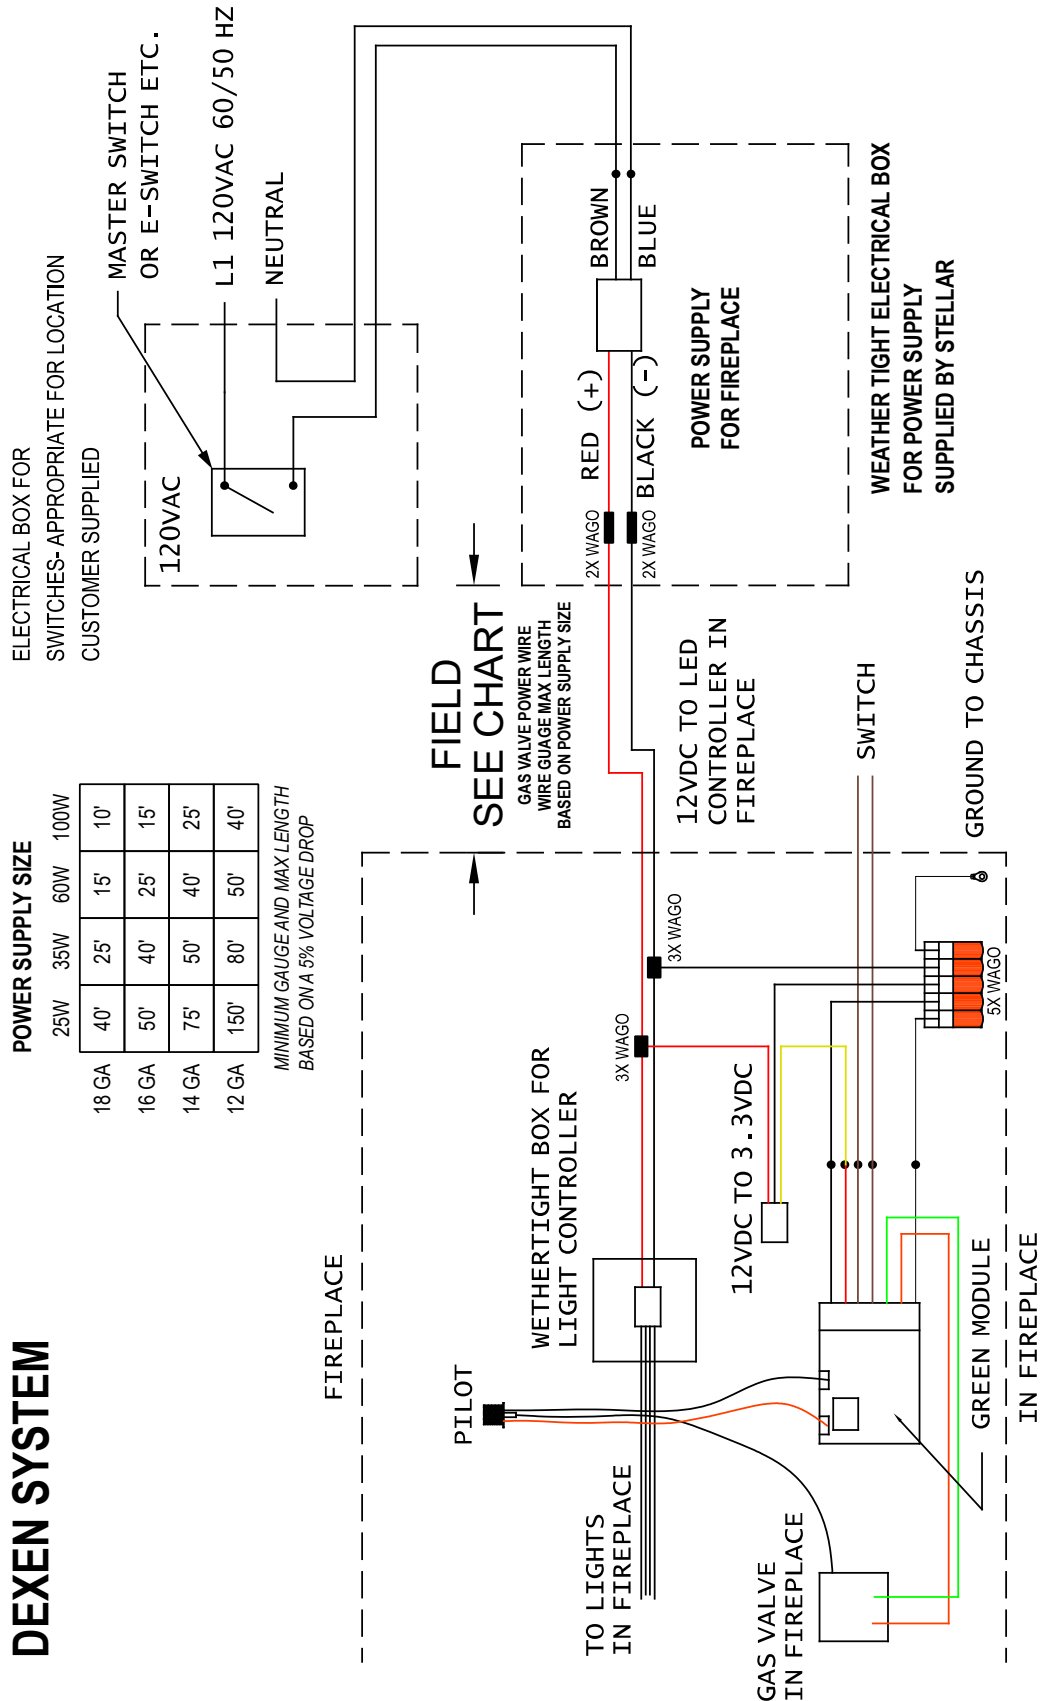 DEXEN SYSTEM
POWER SUPPLY SIZE
25W 35W 60W 100W
18 GA 40' 25' 15' 10'
16 GA 50' 40' 25' 15'
14 GA 75' 50' 40' 25'
12 GA 150' 80' 50' 40'
MINIMUM GAUGE AND MAX LENGTH
BASED ON A 5% VOLTAGE DROP
ELECTRICAL BOX FOR
SWITCHES- APPROPRIATE FOR LOCATION
CUSTOMER SUPPLIED
MASTER SWITCH
OR E-SWITCH ETC.
120VAC
L1 120VAC 60/50 HZ
NEUTRAL
FIREPLACE
FIELD
SEE CHART
GAS VALVE POWER WIRE
WIRE GUAGE MAX LENGTH
BASED ON POWER SUPPLY SIZE
2X WAGO
RED (+)
BROWN
2X WAGO
BLACK (-)
BLUE
POWER SUPPLY
FOR FIREPLACE
WEATHER TIGHT ELECTRICAL BOX
FOR POWER SUPPLY
SUPPLIED BY STELLAR
PILOT
WETHERTIGHT BOX FOR
LIGHT CONTROLLER
3X WAGO
3X WAGO
12VDC TO LED
CONTROLLER IN
FIREPLACE
TO LIGHTS
IN FIREPLACE
12VDC TO 3.3VDC
SWITCH
GAS VALVE
IN FIREPLACE
GREEN MODULE
IN FIREPLACE
5X WAGO
GROUND TO CHASSIS